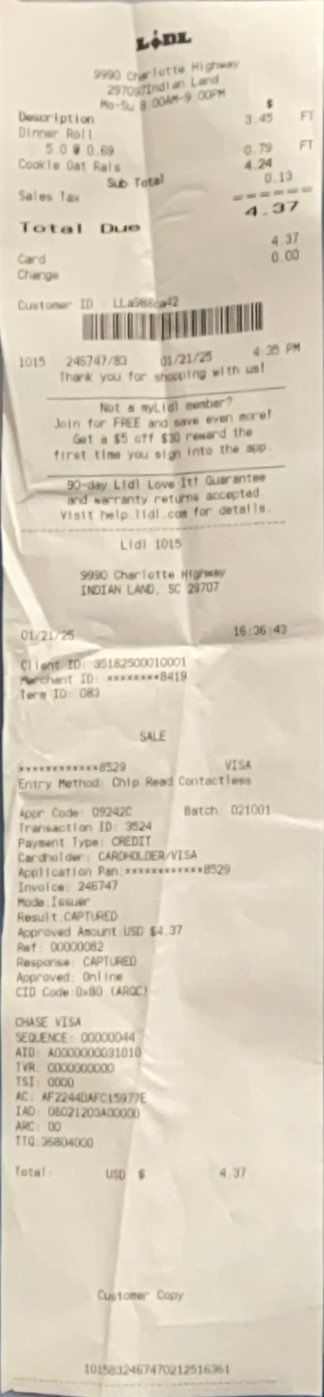 LiDL
9990 Charlotte Highway
29707 Indian Land
Mo-Su 8:00AM-9:00PM
Description $
Dinner Roll 3.45 FT
5.0 @ 0.69
Cookie Oat Rais 0.79 FT
Sub Total 4.24
Sales Tax 0.13
Total Due 4.37
Card 4.37
Change 0.00
Customer ID : LLa988ca42
1015 246747/83 01/21/25 4:35 PM
Thank you for shopping with us!
Not a myLidl member?
Join for FREE and save even more!
Get a $5 off $30 reward the
first time you sign into the app.
90-day Lidl Love It! Guarantee
and warranty returns accepted.
Visit help.lidl.com for details.
Lidl 1015
9990 Charlotte Highway
INDIAN LAND, SC 29707
01/21/25 16:36:43
Client ID: 35182500010001
Merchant ID: ********8419
Term ID: 083
SALE
************8529 VISA
Entry Method: Chip Read Contactless
Appr Code: 09242C Batch: 021001
Transaction ID: 3524
Payment Type: CREDIT
Cardholder: CARDHOLDER/VISA
Application Pan:************8529
Invoice: 246747
Mode:Issuer
Result:CAPTURED
Approved Amount:USD $4.37
Ref: 00000082
Response: CAPTURED
Approved: Online
CID Code 0x80 (ARQC)
CHASE VISA
SEQUENCE: 00000044
AID: A0000000031010
TVR: 0000000000
TSI: 0000
AC: AF2244DAFC15977E
IAD: 06021203A00000
ARC: 00
TTQ:36804000
Total: USD $ 4.37
Customer Copy
1015832467470212516361